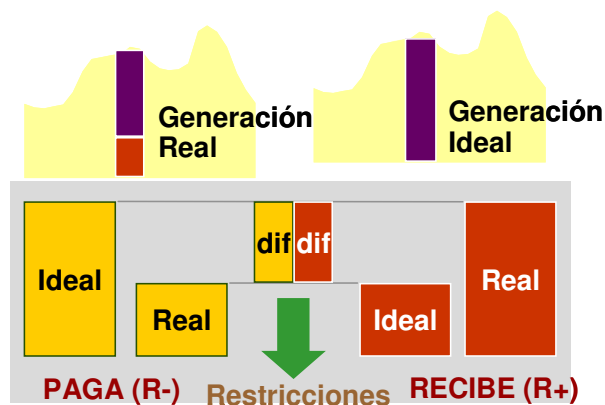 Generación
Real
Generación
Ideal
Ideal
Real
dif
dif
Ideal
Real
PAGA (R-)
Restricciones
RECIBE (R+)